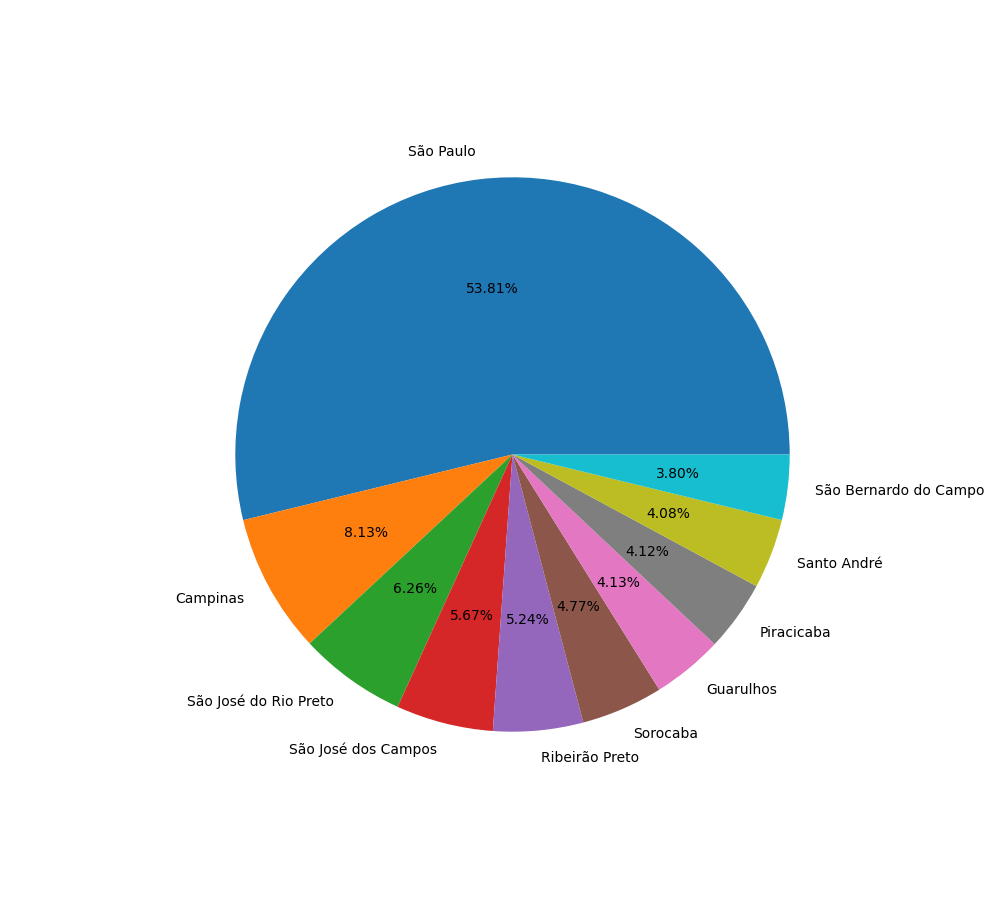 São Paulo
53.81%
Campinas
8.13%
São José do Rio Preto
6.26%
São José dos Campos
5.67%
Ribeirão Preto
5.24%
Sorocaba
4.77%
Guarulhos
4.13%
Piracicaba
4.12%
Santo André
4.08%
São Bernardo do Campo
3.80%